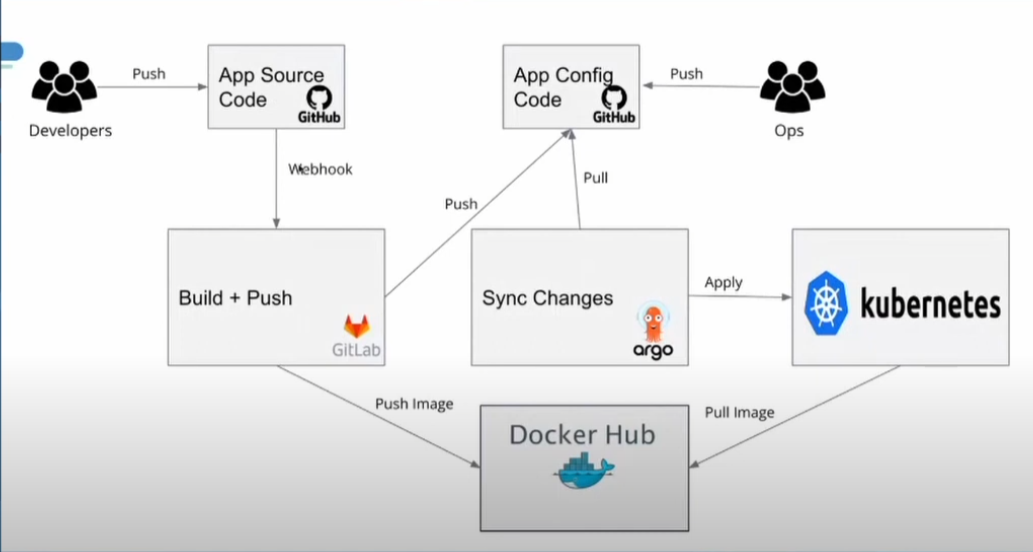 Push
App Source
Code
GitHub
Developers
App Config
Code
GitHub
Push
Ops
Webhook
Push
Pull
Build + Push
GitLab
Sync Changes
argo
Apply
kubernetes
Push Image
Pull Image
Docker Hub